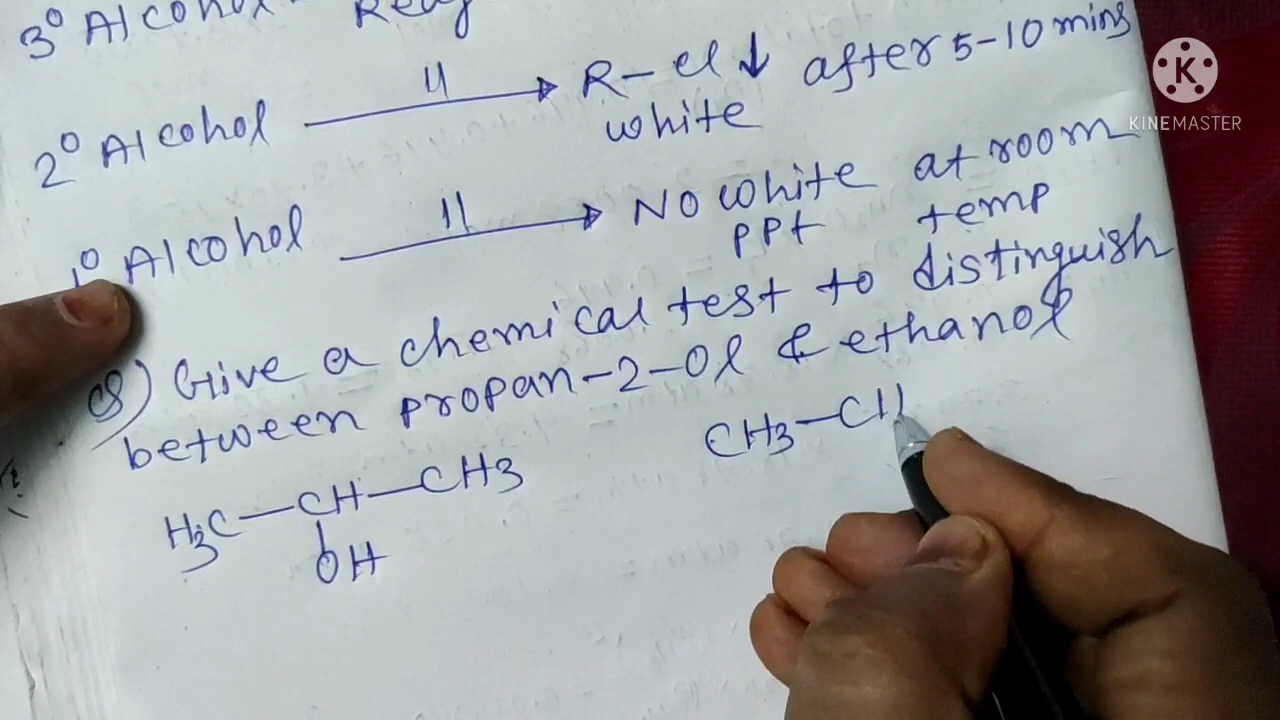 3° Alcohol
2° Alcohol → R-Cl↓ after 5-10 mins
white
1° Alcohol → NO white at room
ppt temp
Q) Give a chemical test to distinguish
between propan-2-ol & ethanol
H3C-CH-CH3 CH3-CH
OH
K
KINEMASTER